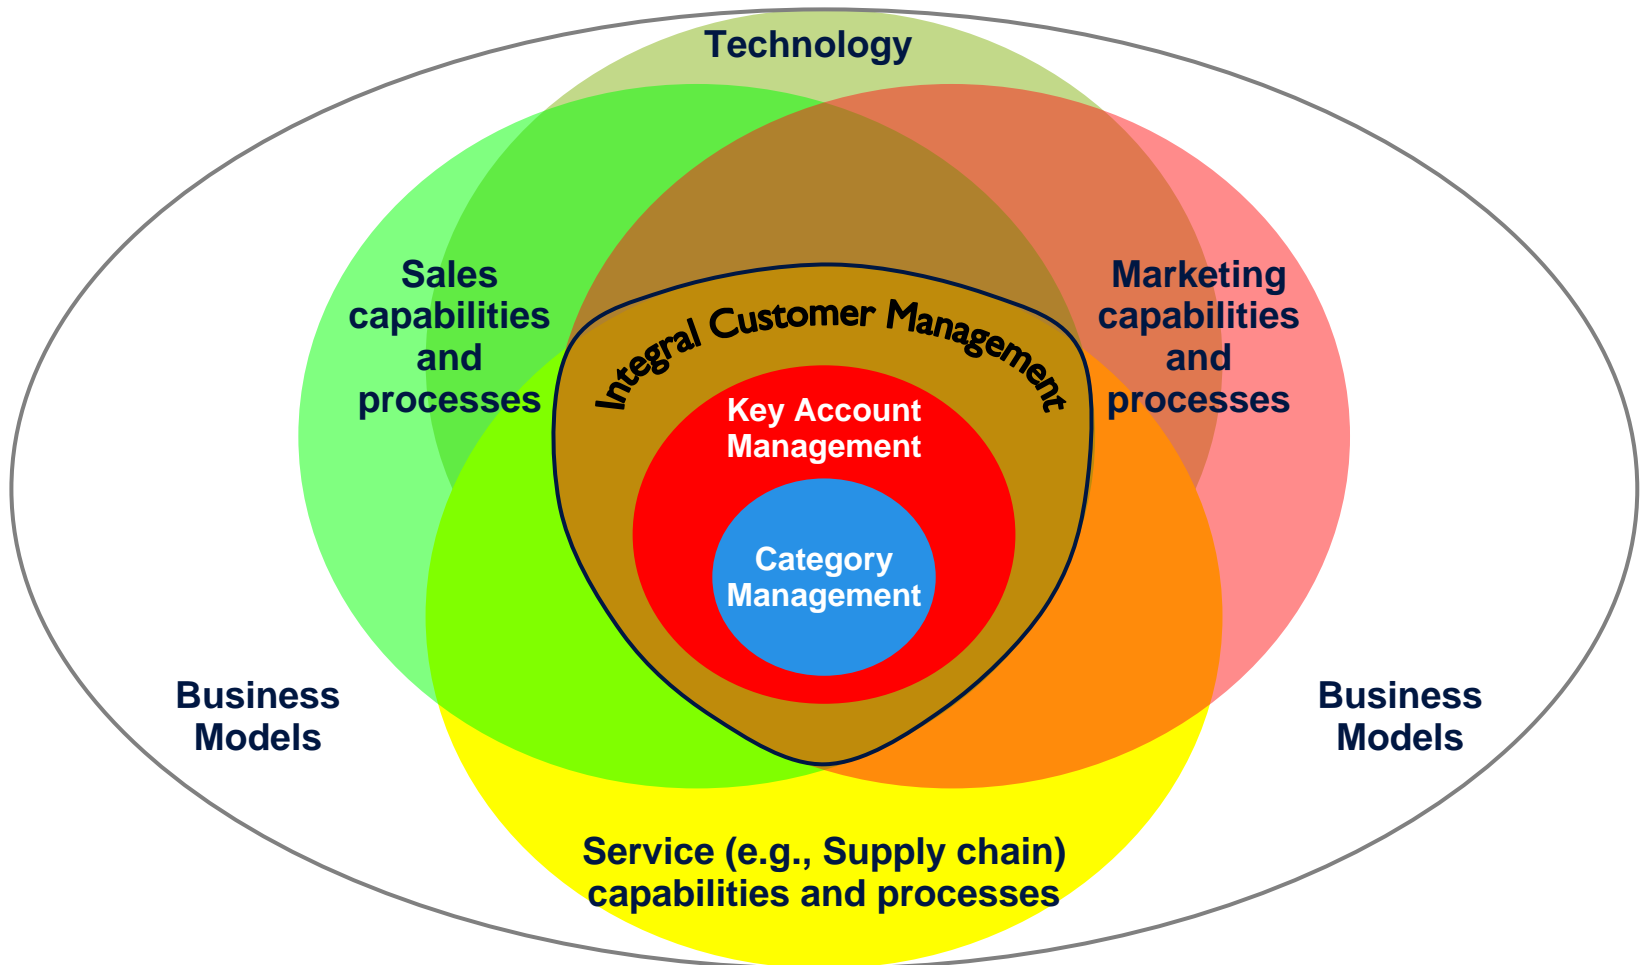 Technology
Sales
capabilities
and
processes
Marketing
capabilities
and
processes
Integral Customer Management
Key Account
Management
Category
Management
Business
Models
Business
Models
Service (e.g., Supply chain)
capabilities and processes